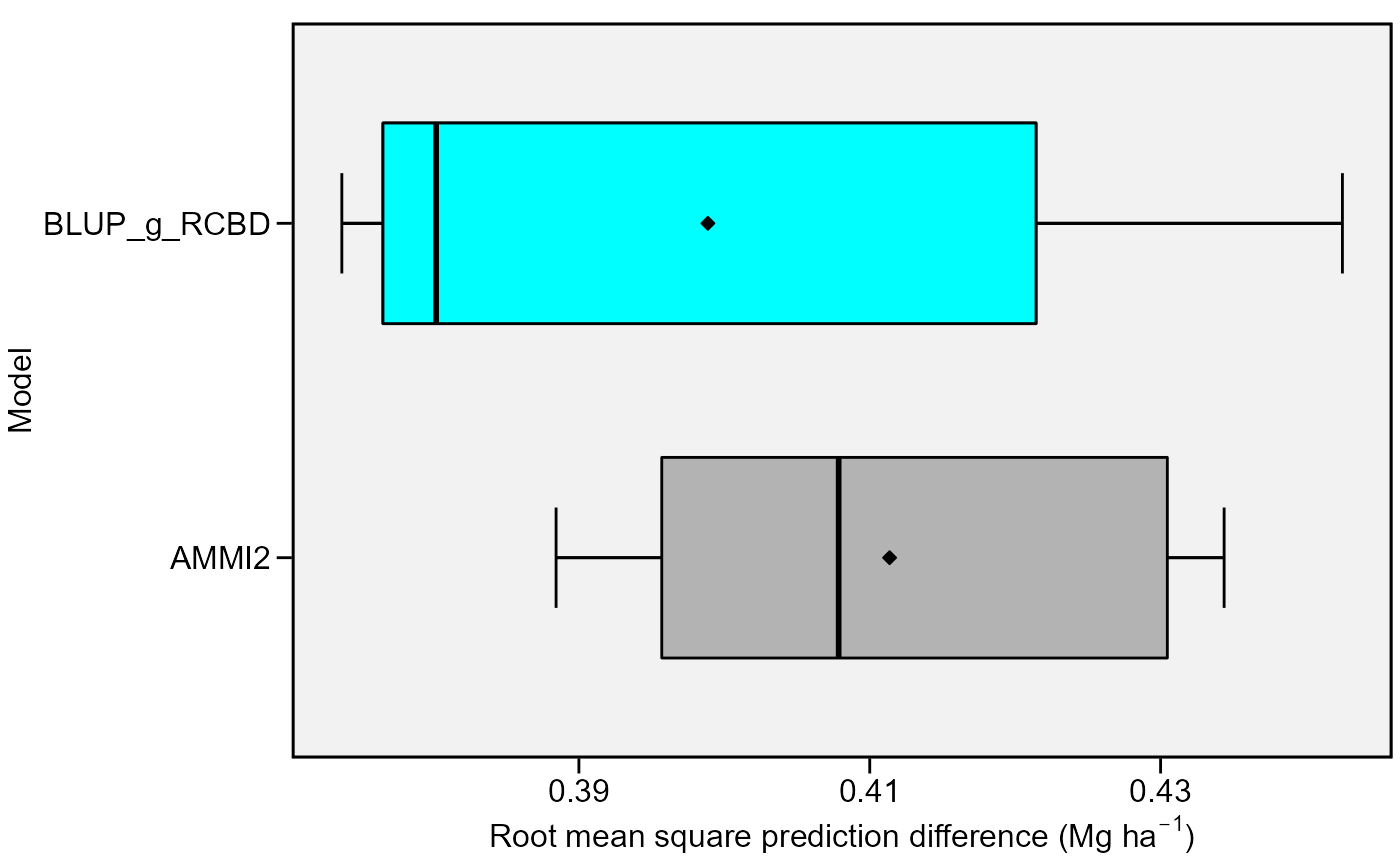 Model
BLUP_g_RCBD
AMMI2
0.39 0.41 0.43
Root mean square prediction difference (Mg ha⁻¹)